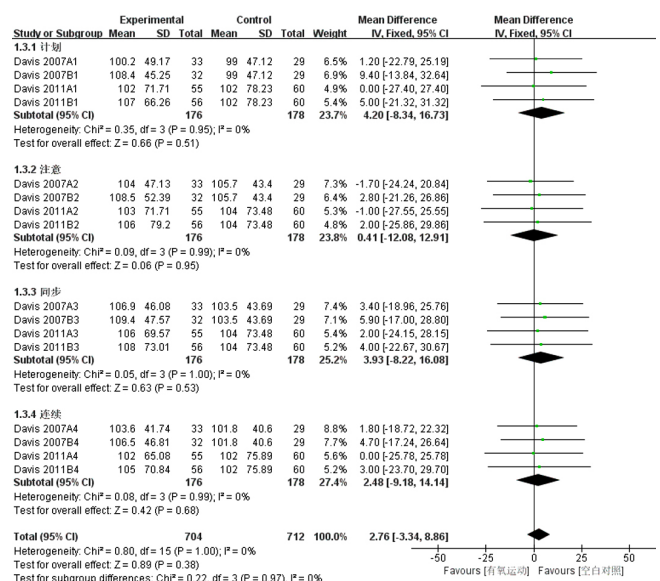 Experimental Control Mean Difference Mean Difference
Study or Subgroup Mean SD Total Mean SD Total Weight IV, Fixed, 95% CI IV, Fixed, 95% CI
1.3.1 计划
Davis 2007A1 100.2 49.17 33 99 47.12 29 6.5% 1.20 [-22.79, 25.19]
Davis 2007B1 108.4 45.25 32 99 47.12 29 7.0% 9.40 [-13.84, 32.64]
Davis 2011A1 102 71.71 55 102 78.23 60 5.0% 0.00 [-27.40, 27.40]
Davis 2011B1 107 66.26 56 102 78.23 60 5.4% 5.00 [-21.32, 31.32]
Subtotal (95% CI) 176 178 23.7% 4.20 [-8.34, 16.73]
Heterogeneity: Chi² = 0.35, df = 3 (P = 0.95); I² = 0%
Test for overall effect: Z = 0.66 (P = 0.51)
1.3.2 注意
Davis 2007A2 104 47.13 33 105.7 43.4 29 7.3% -1.70 [-24.24, 20.84]
Davis 2007B2 108.5 52.39 32 105.7 43.4 29 6.4% 2.80 [-21.26, 26.86]
Davis 2011A2 103 71.71 55 104 73.48 60 5.3% -1.00 [-27.55, 25.55]
Davis 2011B2 106 79.2 56 104 73.48 60 4.8% 2.00 [-25.86, 29.86]
Subtotal (95% CI) 176 178 23.8% 0.41 [-12.08, 12.91]
Heterogeneity: Chi² = 0.09, df = 3 (P = 0.99); I² = 0%
Test for overall effect: Z = 0.06 (P = 0.95)
1.3.3 同步
Davis 2007A3 106.9 46.08 33 103.5 43.69 29 7.4% 3.40 [-18.96, 25.76]
Davis 2007B3 109.4 47.57 32 103.5 43.69 29 7.1% 5.90 [-17.00, 28.80]
Davis 2011A3 106 69.57 55 104 73.48 60 5.4% 2.00 [-24.15, 28.15]
Davis 2011B3 108 73.01 56 104 73.48 60 5.2% 4.00 [-22.67, 30.67]
Subtotal (95% CI) 176 178 25.2% 3.93 [-8.22, 16.08]
Heterogeneity: Chi² = 0.05, df = 3 (P = 1.00); I² = 0%
Test for overall effect: Z = 0.63 (P = 0.53)
1.3.4 连续
Davis 2007A4 103.6 41.74 33 101.8 40.6 29 8.8% 1.80 [-18.72, 22.32]
Davis 2007B4 106.5 46.81 32 101.8 40.6 29 7.7% 4.70 [-17.24, 26.64]
Davis 2011A4 102 65.08 55 102 75.89 60 5.6% 0.00 [-25.78, 25.78]
Davis 2011B4 105 70.84 56 102 75.89 60 5.2% 3.00 [-23.70, 29.70]
Subtotal (95% CI) 176 178 27.4% 2.48 [-9.18, 14.14]
Heterogeneity: Chi² = 0.08, df = 3 (P = 0.99); I² = 0%
Test for overall effect: Z = 0.42 (P = 0.68)
Total (95% CI) 704 712 100.0% 2.76 [-3.34, 8.86]
Heterogeneity: Chi² = 0.80, df = 15 (P = 1.00); I² = 0%
Test for overall effect: Z = 0.89 (P = 0.38)
Test for subgroup differences: Chi² = 0.22, df = 3 (P = 0.97), I² = 0%
-50 -25 0 25 50
Favours [有氧运动] Favours [空白对照]